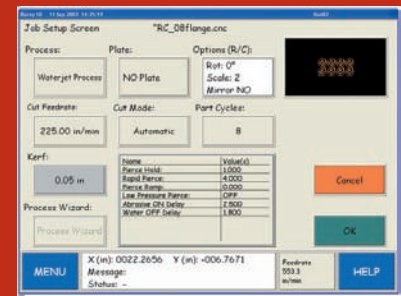 Job Setup Screen "RC_08flange.cnc
Process: Plate: Options (R/C):
Waterjet Process NO Plate Rot: 0°
Scale: 2
Mirror NO
Cut Feedrate: Cut Mode: Part Cycles:
225.00 in/min Automatic 8
Kerf:
0.05 in
Name Value(s)
Pierce Hold: 1.000
Rapid Pierce: 4.000
Pierce Ramp: 0.000
Low Pressure Pierce: OFF
Abrasive ON Delay 2.500
Water OFF Delay 1.800
Cancel
Process Wizard:
Process Wizard
OK
MENU
X (in): 0022.2656 Y (in): -006.7671
Message:
Status: -
Feedrate
553.3
in/min
HELP